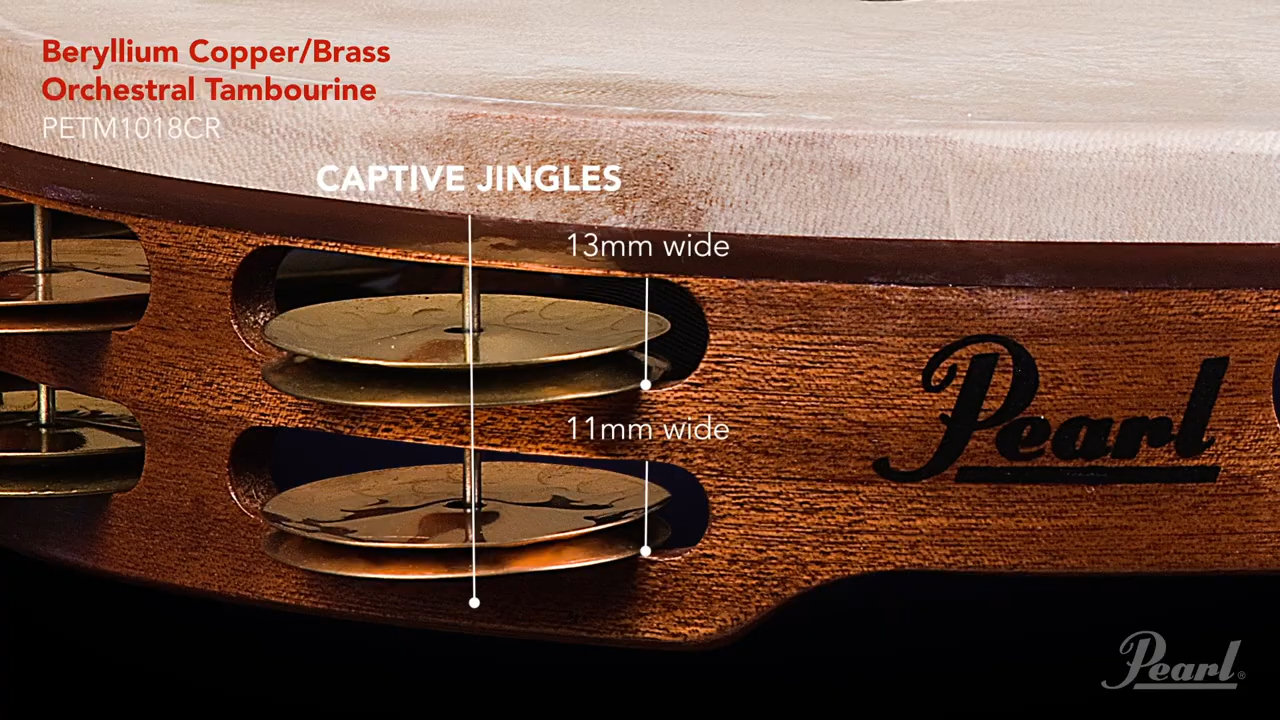 Beryllium Copper/Brass
Orchestral Tambourine
PETM1018CR
CAPTIVE JINGLES
13mm wide
11mm wide
Pearl
Pearl®